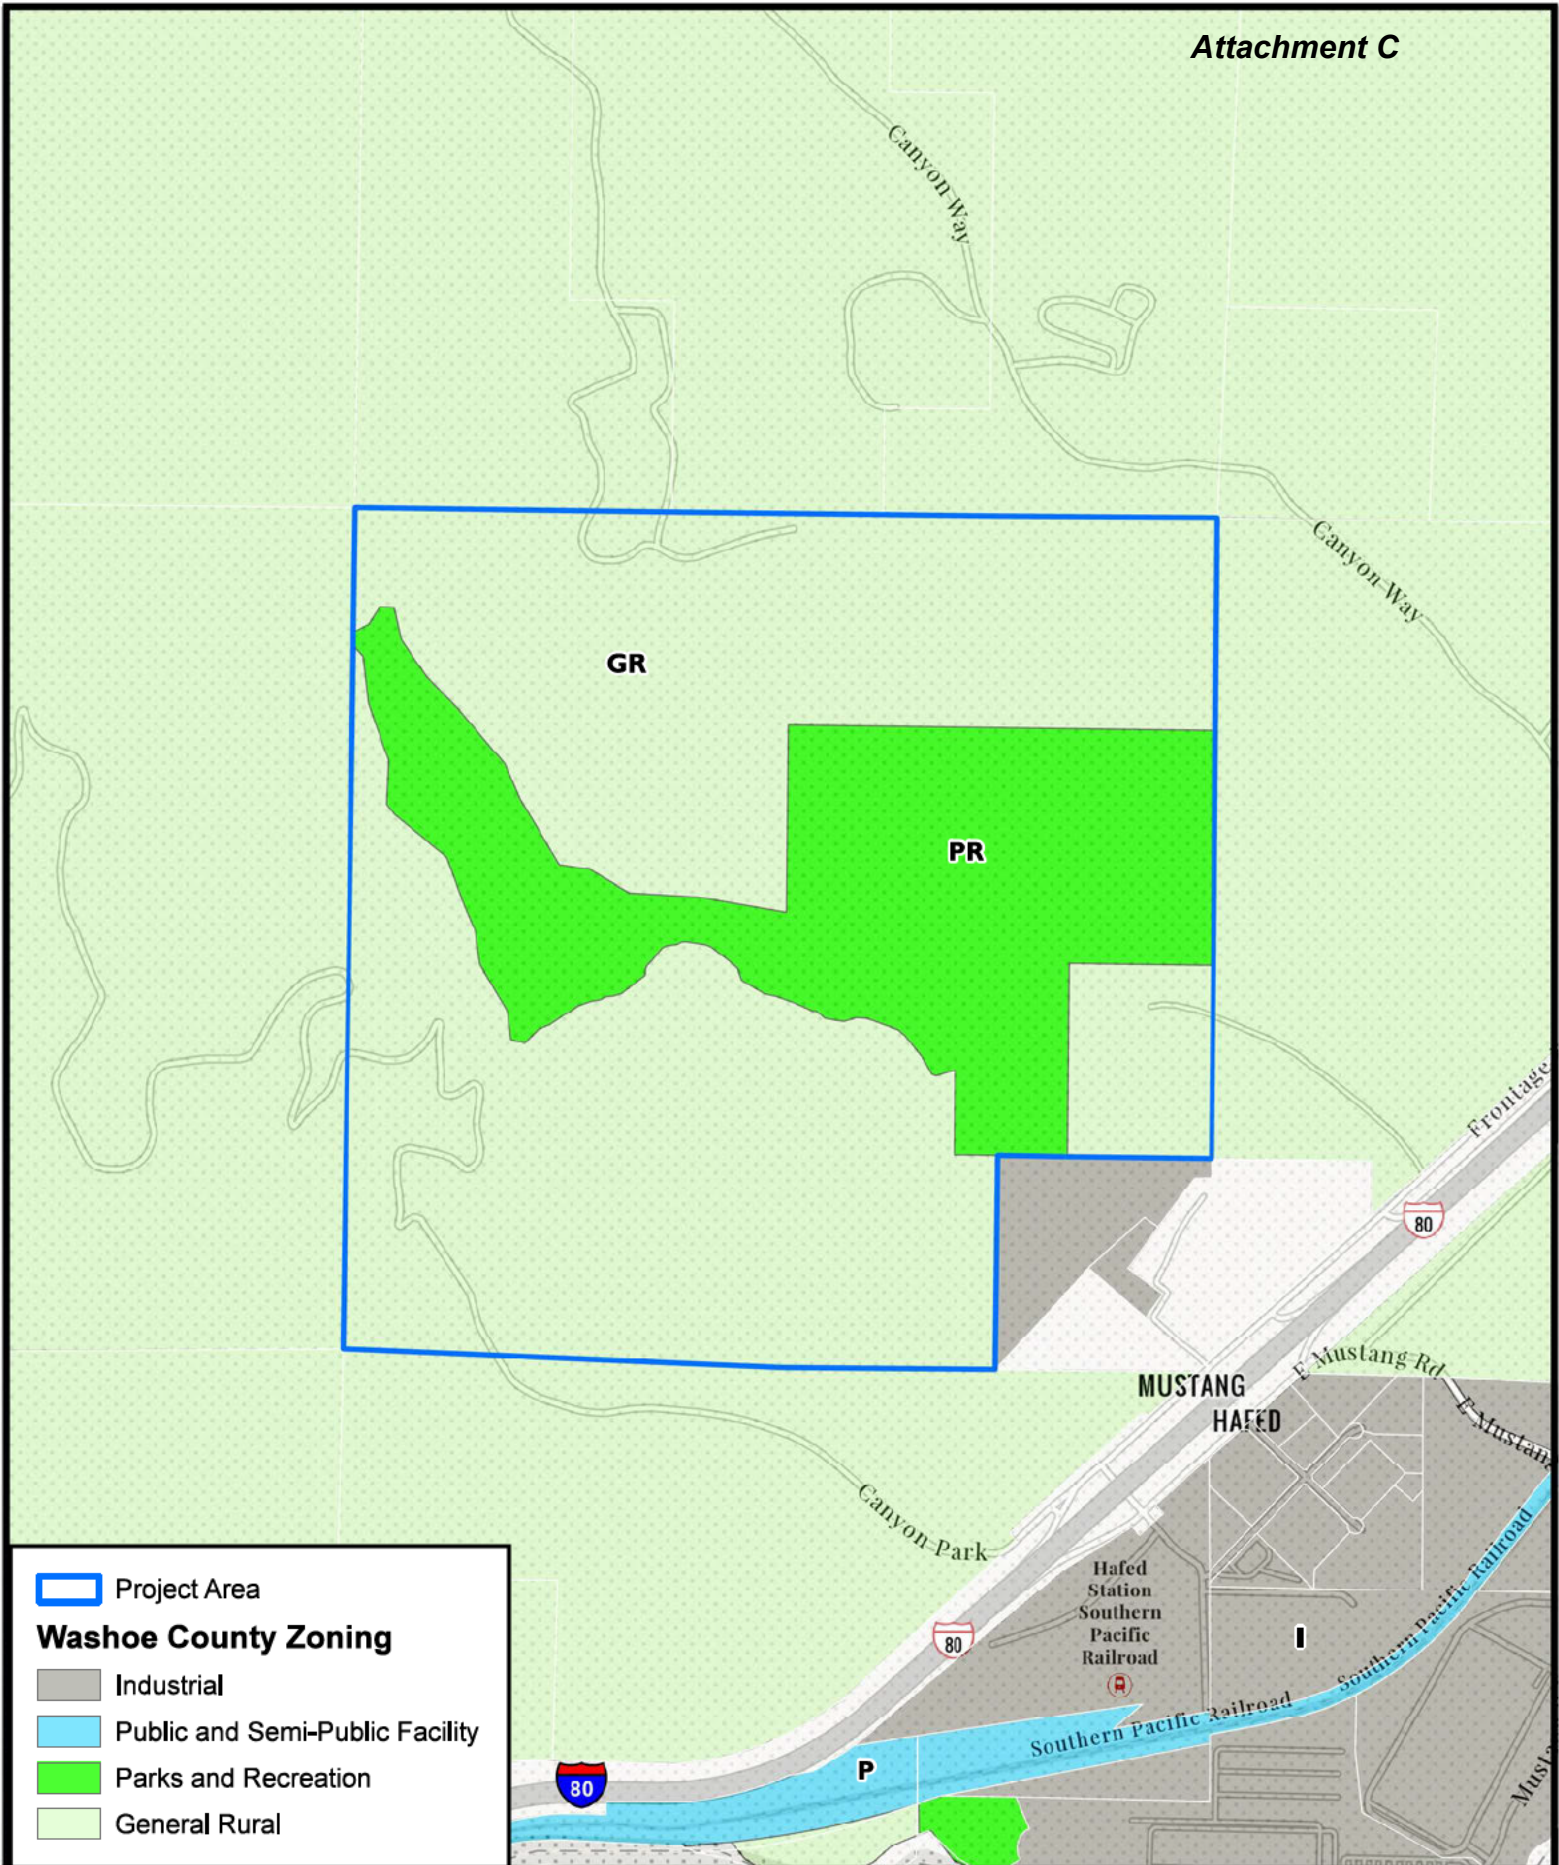 Attachment C
Canyon Way
Canyon Way
GR
PR
Frontage
80
E Mustang Rd
MUSTANG
HAFED
E Mustang
Canyon Park
Hafed
Station
Southern
Pacific
Railroad
80
I
Southern Pacific Railroad
Southern Pacific Railroad
P
80
Musta
Project Area
Washoe County Zoning
Industrial
Public and Semi-Public Facility
Parks and Recreation
General Rural